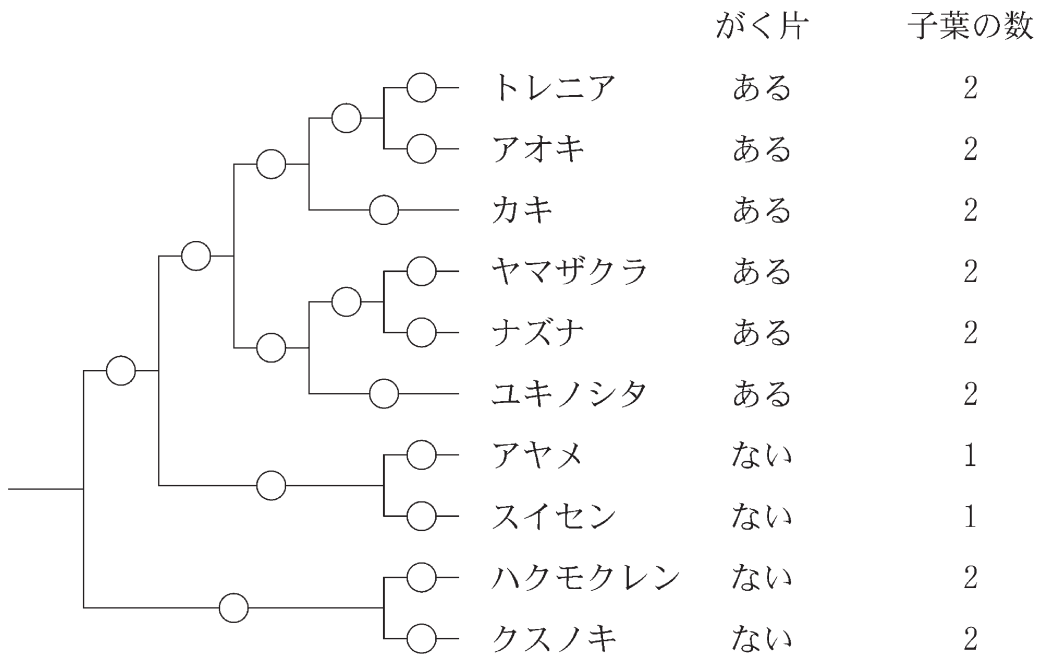 がく片 子葉の数
トレニア ある 2
アオキ ある 2
カキ ある 2
ヤマザクラ ある 2
ナズナ ある 2
ユキノシタ ある 2
アヤメ ない 1
スイセン ない 1
ハクモクレン ない 2
クスノキ ない 2